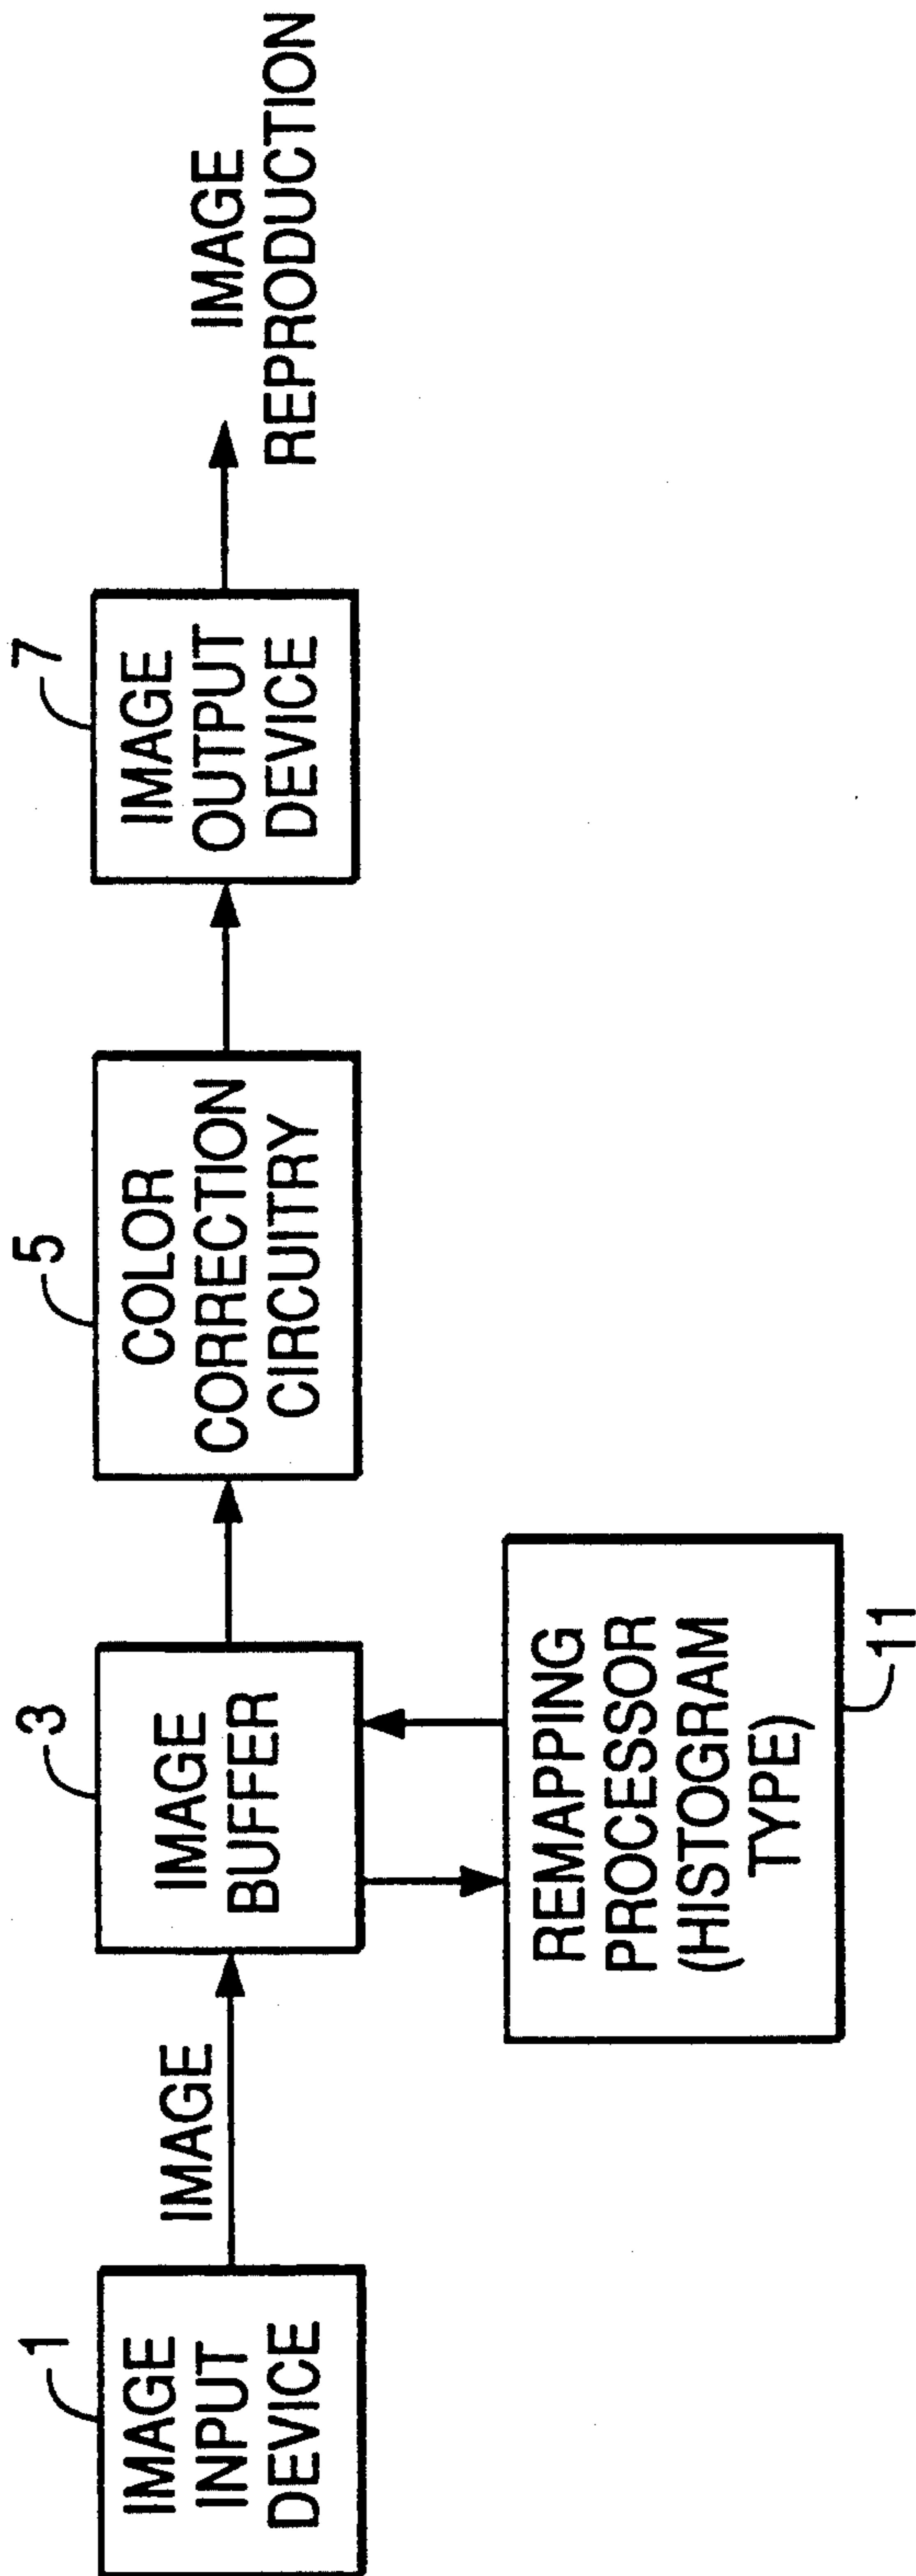 1
IMAGE
INPUT
DEVICE
IMAGE
3
IMAGE
BUFFER
REMAPPING
PROCESSOR
(HISTOGRAM
TYPE)
11
5
COLOR
CORRECTION
CIRCUITRY
7
IMAGE
OUTPUT
DEVICE
IMAGE
REPRODUCTION